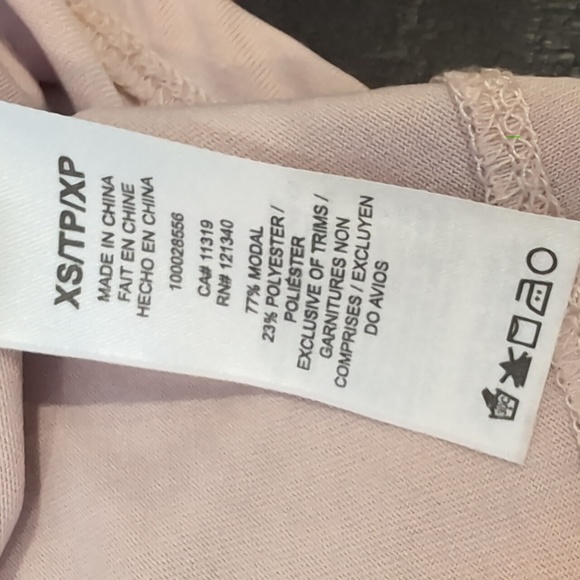 XS/TP/XP
MADE IN CHINA
FAIT EN CHINE
HECHO EN CHINA
100028556
CA# 11319
RN# 121340
77% MODAL
23% POLYESTER /
POLIÉSTER
EXCLUSIVE OF TRIMS /
GARNITURES NON
COMPRISES / EXCLUYEN
DO AVIOS